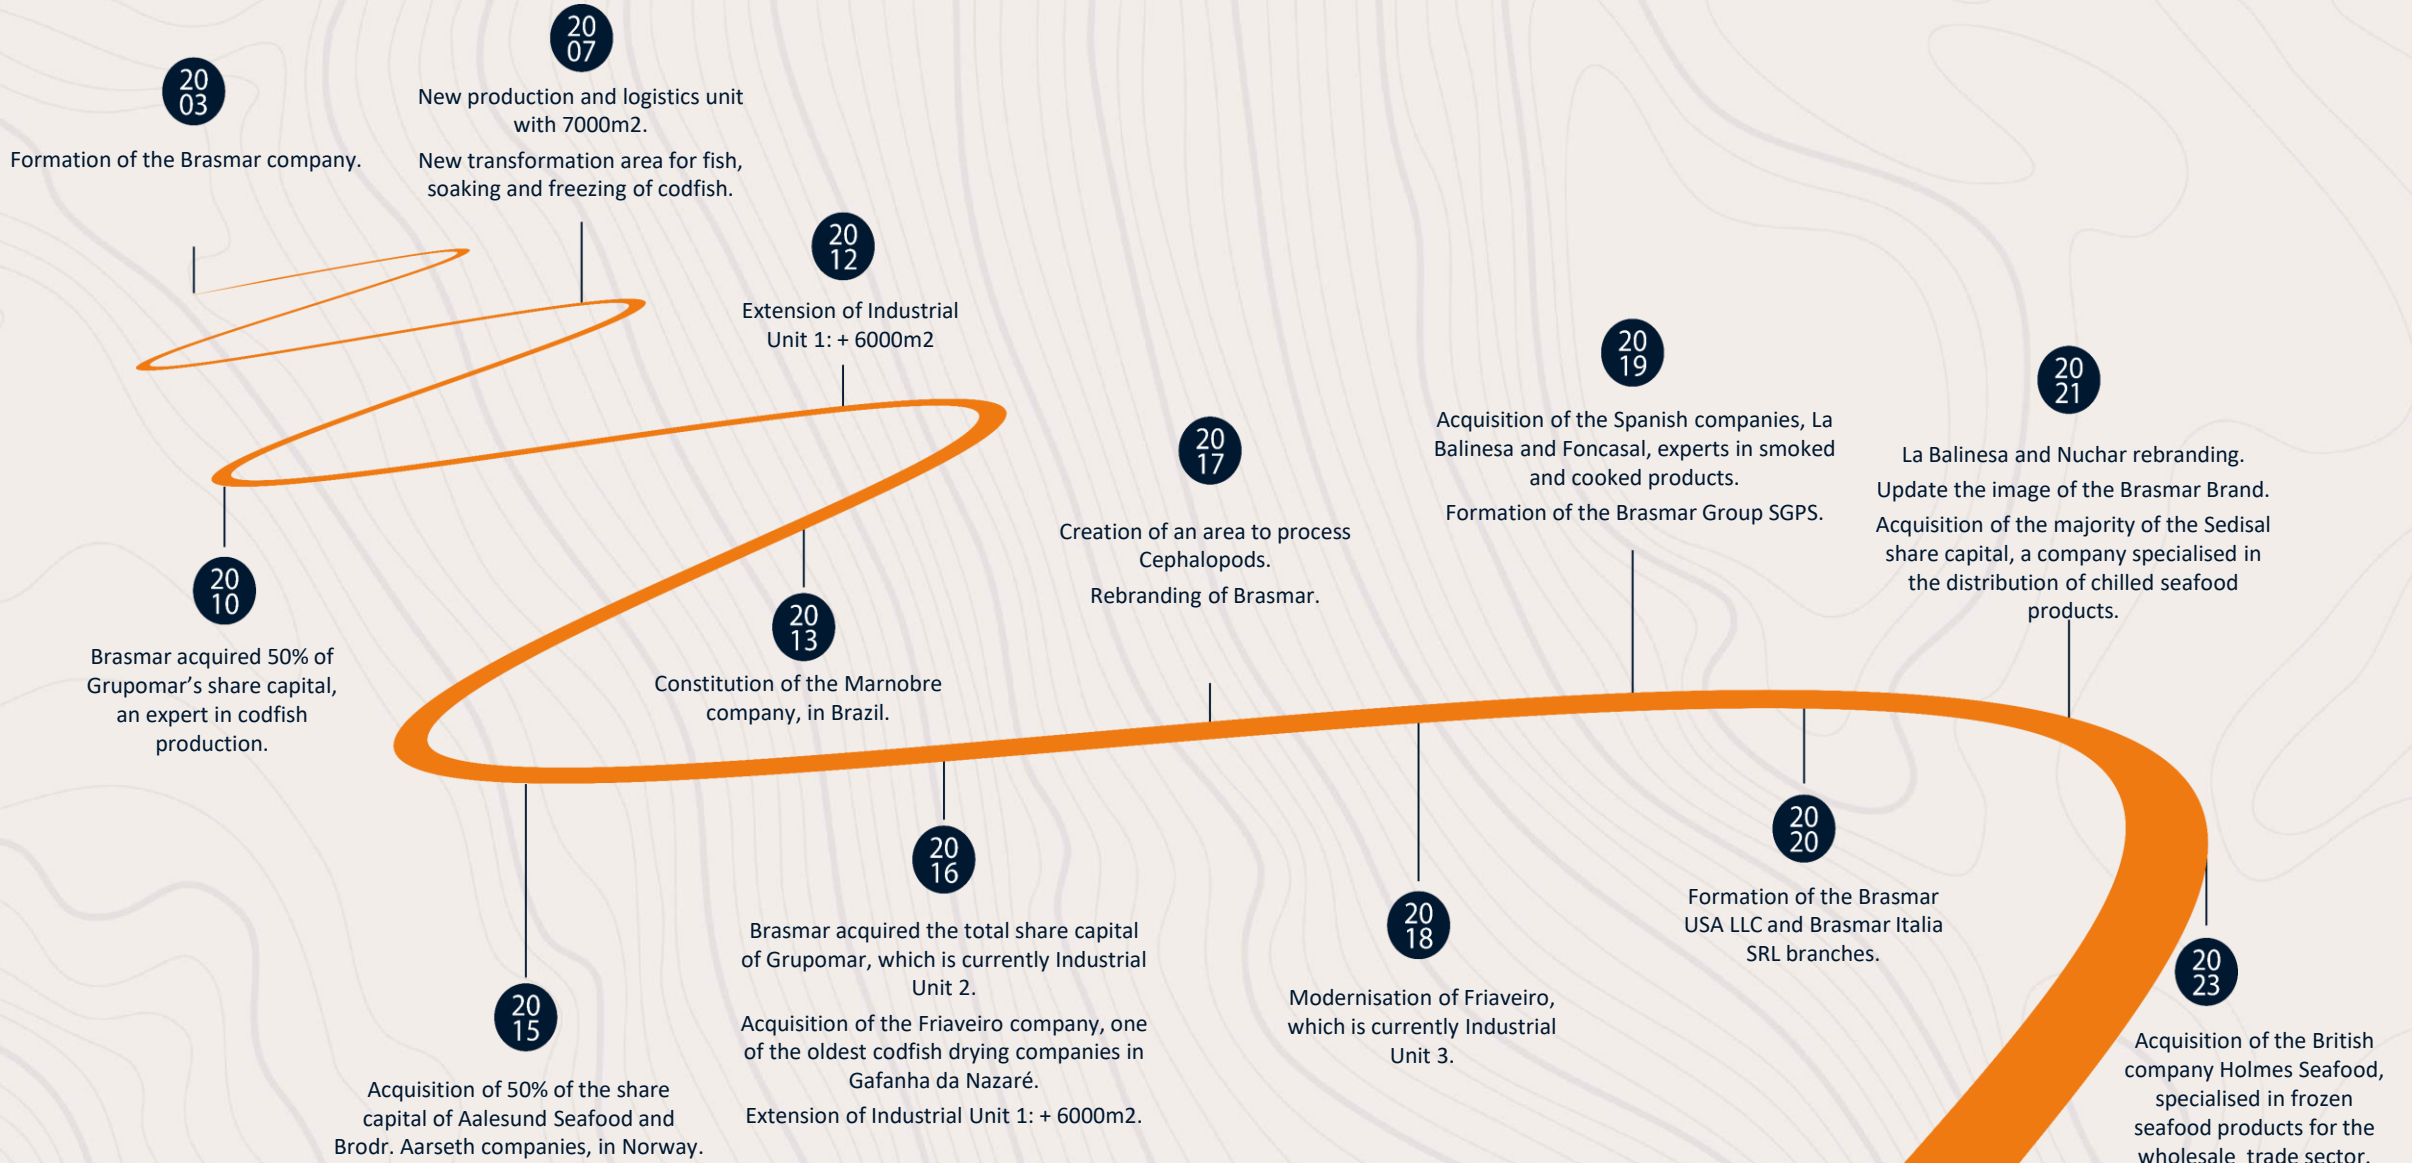 20
03
Formation of the Brasmar company.
20
07
New production and logistics unit
with 7000m2.
New transformation area for fish,
soaking and freezing of codfish.
20
10
Brasmar acquired 50% of
Grupomar’s share capital,
an expert in codfish
production.
20
12
Extension of Industrial
Unit 1: + 6000m2
20
13
Constitution of the Marnobre
company, in Brazil.
20
15
Acquisition of 50% of the share
capital of Aalesund Seafood and
Brodr. Aarseth companies, in Norway.
20
16
Brasmar acquired the total share capital
of Grupomar, which is currently Industrial
Unit 2.
Acquisition of the Friaveiro company, one
of the oldest codfish drying companies in
Gafanha da Nazaré.
Extension of Industrial Unit 1: + 6000m2.
20
17
Creation of an area to process
Cephalopods.
Rebranding of Brasmar.
20
18
Modernisation of Friaveiro,
which is currently Industrial
Unit 3.
20
19
Acquisition of the Spanish companies, La
Balinesa and Foncasal, experts in smoked
and cooked products.
Formation of the Brasmar Group SGPS.
20
20
Formation of the Brasmar
USA LLC and Brasmar Italia
SRL branches.
20
21
La Balinesa and Nuchar rebranding.
Update the image of the Brasmar Brand.
Acquisition of the majority of the Sedisal
share capital, a company specialised in
the distribution of chilled seafood
products.
20
23
Acquisition of the British
company Holmes Seafood,
specialised in frozen
seafood products for the
wholesale trade sector.